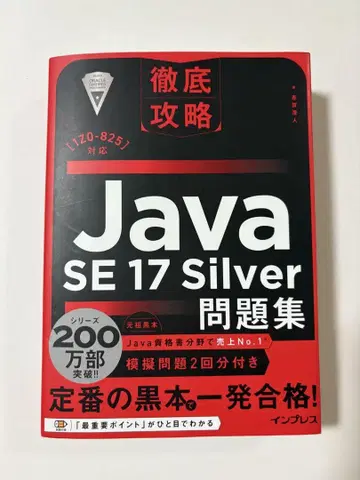 徹底
攻略
[1Z0-825]
対応
Java
SE 17 Silver
問題集
シリーズ
200
万部
突破!!
元祖黒本
Java資格書分野で売上No.1
模擬問題2回分付き
定番の黒本で一発合格!
インプレス
「最重要ポイント」がひと目でわかる